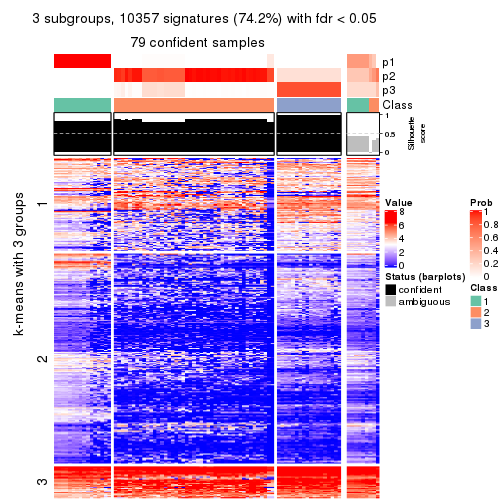 3 subgroups, 10357 signatures (74.2%) with fdr < 0.05
79 confident samples
p1
p2
p3
Class
1
0.5
0
Silhouette
score
k-means with 3 groups
1
2
3
Value
8
6
4
2
0
Status (barplots)
confident
ambiguous
Prob
1
0.8
0.6
0.4
0.2
0
Class
1
2
3